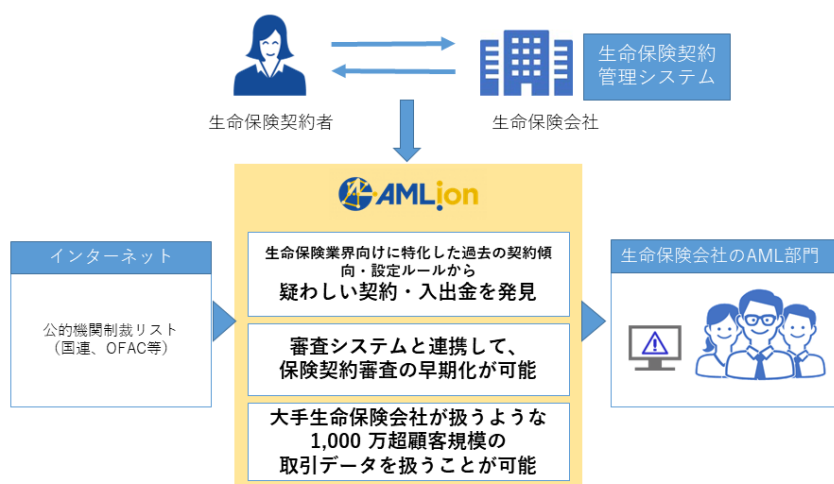 生命保険契約
管理システム
生命保険契約者
生命保険会社
AMLion
インターネット
公的機関制裁リスト
（国連、OFAC等）
生命保険業界向けに特化した過去の契約傾
向・設定ルールから
疑わしい契約・入出金を発見
審査システムと連携して、
保険契約審査の早期化が可能
大手生命保険会社が扱うような
1,000 万超顧客規模の
取引データを扱うことが可能
生命保険会社のAML部門